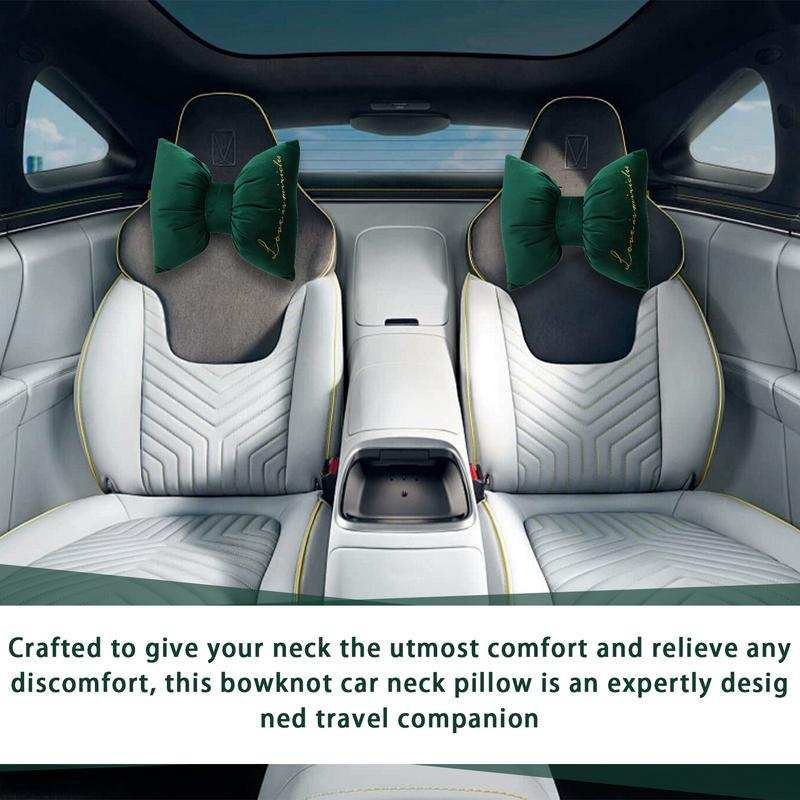 Crafted to give your neck the utmost comfort and relieve any
discomfort, this bowknot car neck pillow is an expertly desig
ned travel companion